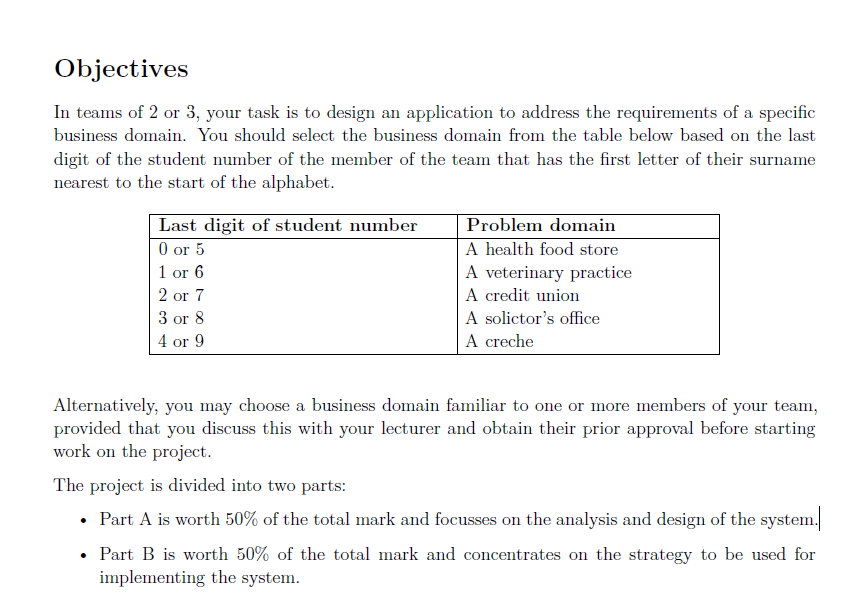 Objectives
In teams of 2 or 3, your task is to design an application to address the requirements of a specific
business domain. You should select the business domain from the table below based on the last
digit of the student number of the member of the team that has the first letter of their surname
nearest to the start of the alphabet.
Last digit of student number Problem domain
0 or 5 A health food store
1 or 6 A veterinary practice
2 or 7 A credit union
3 or 8 A solictor's office
4 or 9 A creche
Alternatively, you may choose a business domain familiar to one or more members of your team,
provided that you discuss this with your lecturer and obtain their prior approval before starting
work on the project.
The project is divided into two parts:
• Part A is worth 50% of the total mark and focusses on the analysis and design of the system.
• Part B is worth 50% of the total mark and concentrates on the strategy to be used for
implementing the system.